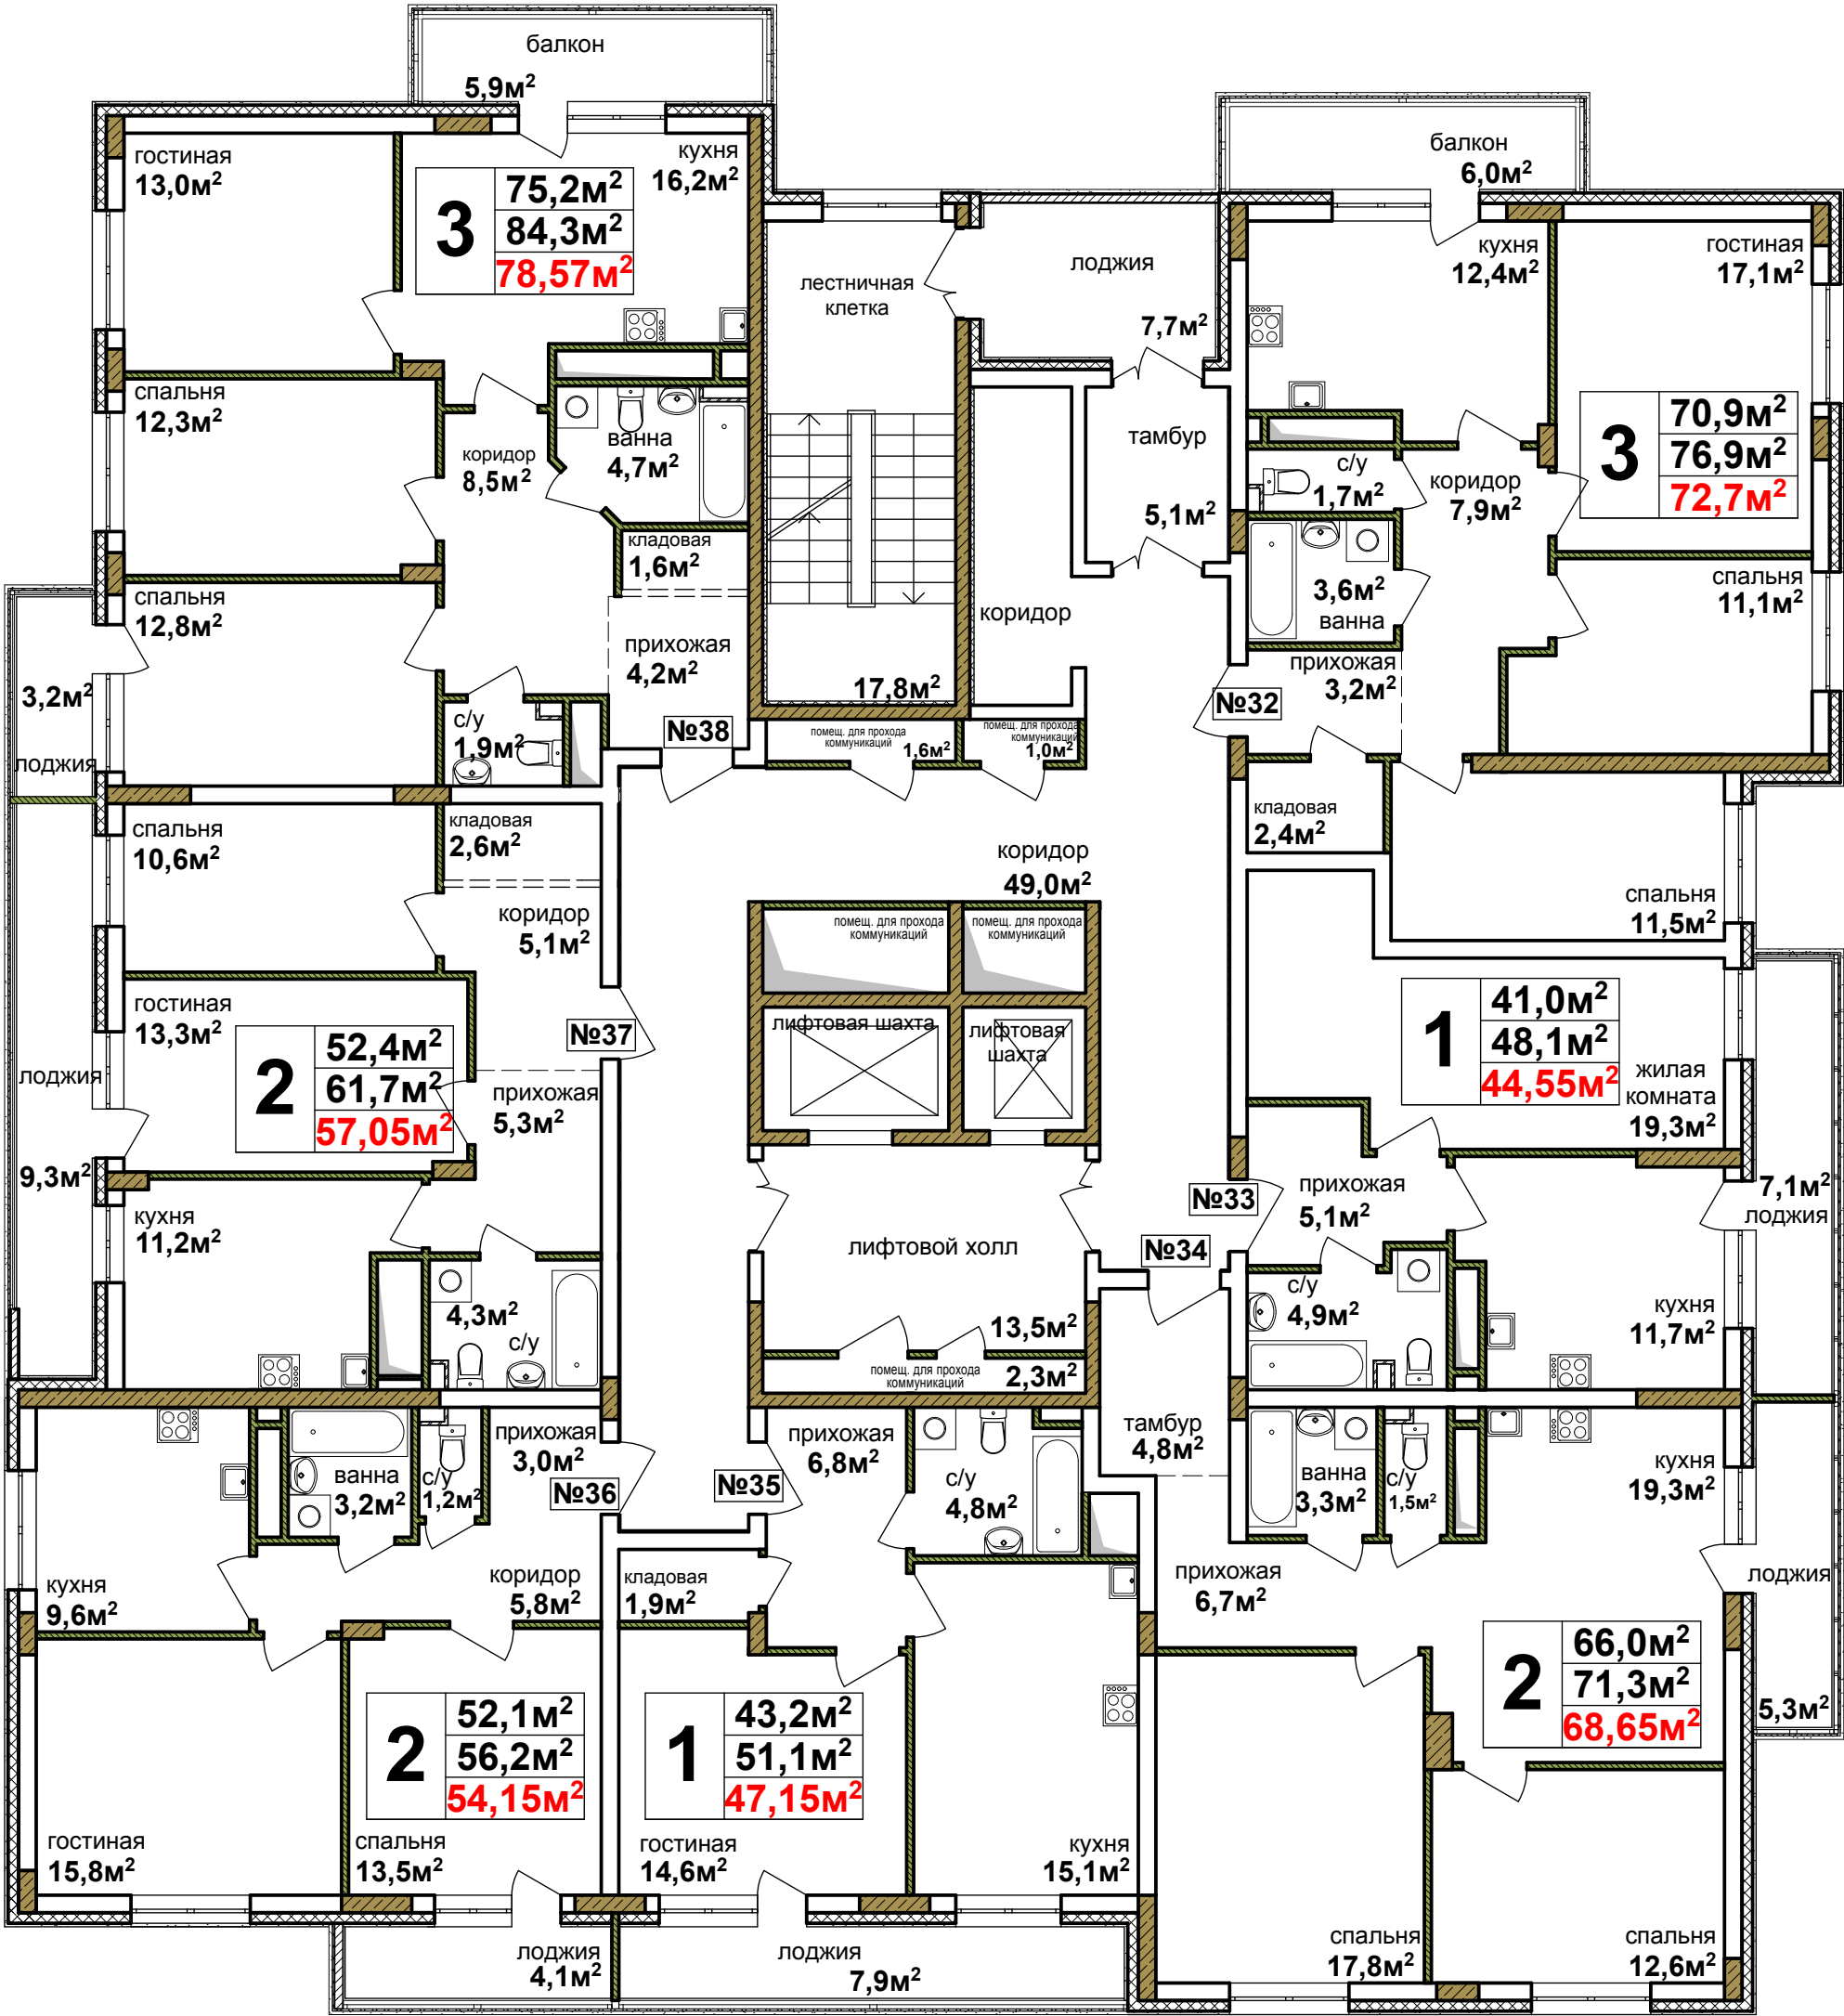 балкон
5,9м²
гостиная
13,0м²
кухня
16,2м²
3
75,2м²
84,3м²
78,57м²
балкон
6,0м²
кухня
12,4м²
гостиная
17,1м²
лестничная
клетка
лоджия
7,7м²
спальня
12,3м²
коридор
8,5м²
ванна
4,7м²
тамбур
5,1м²
с/у
1,7м²
коридор
7,9м²
3
70,9м²
76,9м²
72,7м²
кладовая
1,6м²
спальня
12,8м²
прихожая
4,2м²
17,8м²
коридор
3,6м²
ванна
спальня
11,1м²
прихожая
3,2м²
№32
3,2м²
лоджия
с/у
1,9м²
№38
помещ. для прохода
коммуникаций
1,6м²
помещ. для прохода
коммуникаций
1,0м²
спальня
10,6м²
кладовая
2,6м²
коридор
5,1м²
коридор
49,0м²
кладовая
2,4м²
спальня
11,5м²
помещ. для прохода
коммуникаций
помещ. для прохода
коммуникаций
гостиная
13,3м²
2
52,4м²
61,7м²
57,05м²
№37
лифтовая шахта
лифтовая
шахта
1
41,0м²
48,1м²
44,55м²
жилая
комната
19,3м²
лоджия
9,3м²
прихожая
5,3м²
кухня
11,2м²
лифтовой холл
13,5м²
№33
№34
прихожая
5,1м²
7,1м²
лоджия
4,3м²
с/у
с/у
4,9м²
кухня
11,7м²
помещ. для прохода
коммуникаций
2,3м²
кухня
9,6м²
ванна
3,2м²
с/у
1,2м²
прихожая
3,0м²
№36
№35
прихожая
6,8м²
с/у
4,8м²
тамбур
4,8м²
ванна
3,3м²
с/у
1,5м²
кухня
19,3м²
коридор
5,8м²
кладовая
1,9м²
прихожая
6,7м²
лоджия
5,3м²
2
66,0м²
71,3м²
68,65м²
2
52,1м²
56,2м²
54,15м²
1
43,2м²
51,1м²
47,15м²
гостиная
15,8м²
спальня
13,5м²
гостиная
14,6м²
кухня
15,1м²
спальня
17,8м²
спальня
12,6м²
лоджия
4,1м²
лоджия
7,9м²